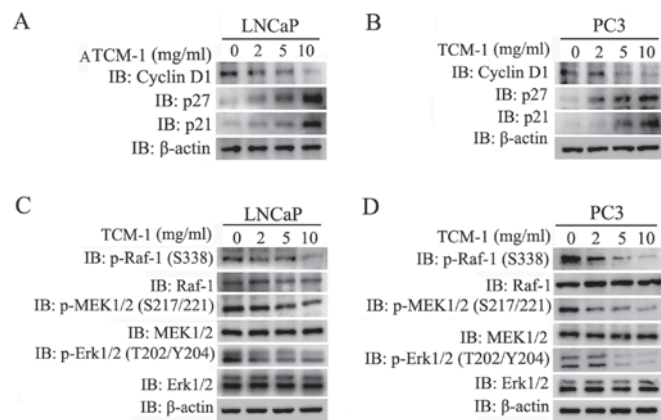 A
LNCaP
A TCM-1 (mg/ml) 0 2 5 10
IB: Cyclin D1
IB: p27
IB: p21
IB: β-actin
B
PC3
TCM-1 (mg/ml) 0 2 5 10
IB: Cyclin D1
IB: p27
IB: p21
IB: β-actin
C
LNCaP
TCM-1 (mg/ml) 0 2 5 10
IB: p-Raf-1 (S338)
IB: Raf-1
IB: p-MEK1/2 (S217/221)
IB: MEK1/2
IB: p-Erk1/2 (T202/Y204)
IB: Erk1/2
IB: β-actin
D
PC3
TCM-1 (mg/ml) 0 2 5 10
IB: p-Raf-1 (S338)
IB: Raf-1
IB: p-MEK1/2 (S217/221)
IB: MEK1/2
IB: p-Erk1/2 (T202/Y204)
IB: Erk1/2
IB: β-actin